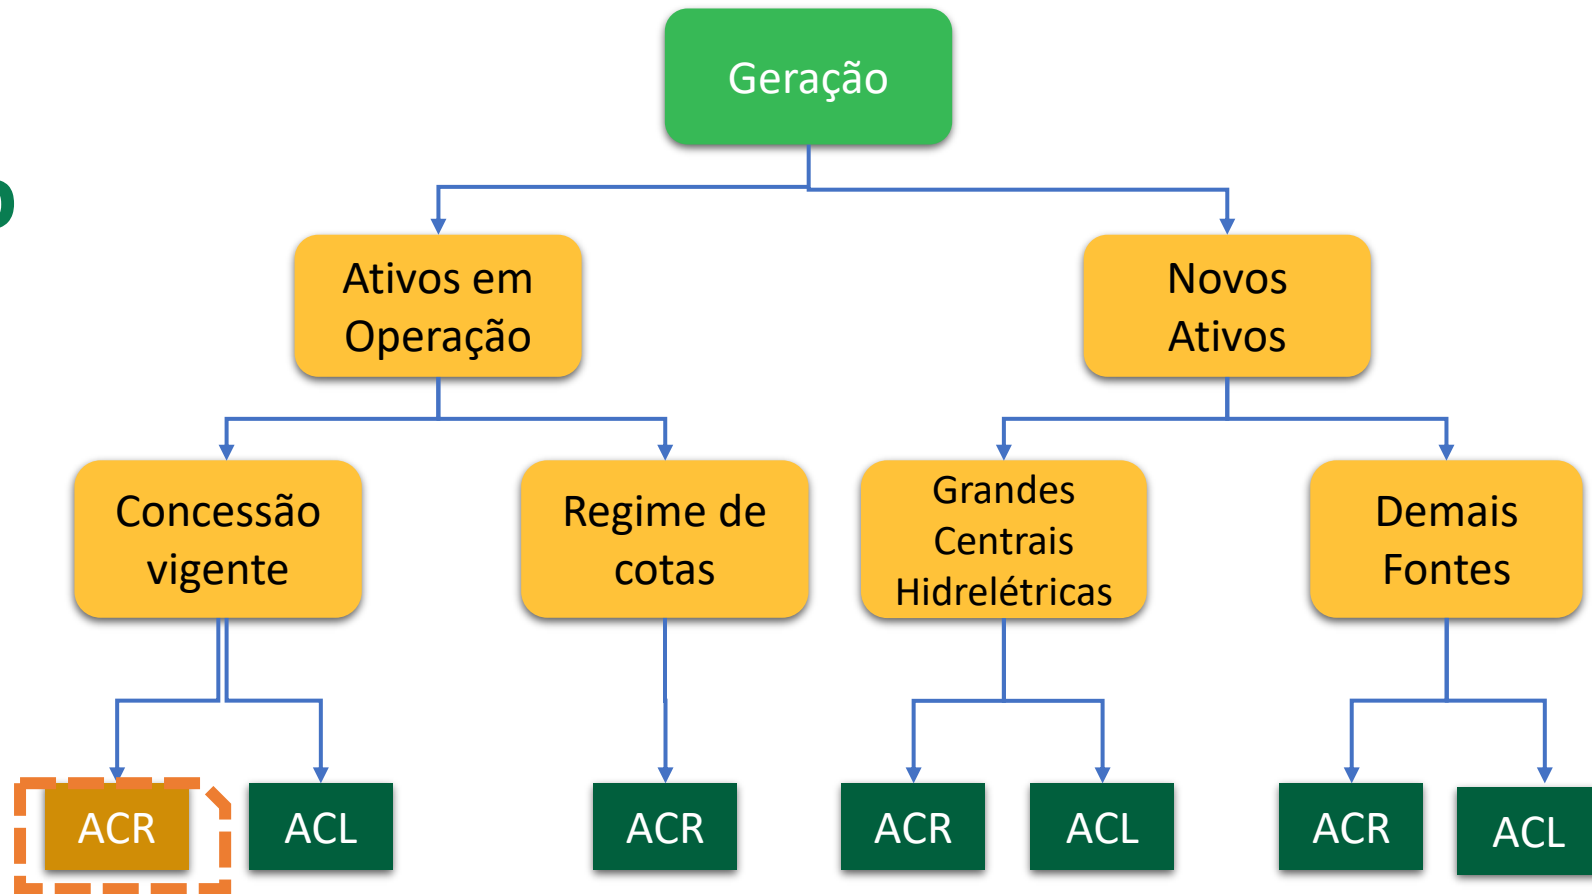 Geração
Ativos em
Operação
Novos
Ativos
Concessão
vigente
Regime de
cotas
Grandes
Centrais
Hidrelétricas
Demais
Fontes
ACR
ACL
ACR
ACR
ACL
ACR
ACL